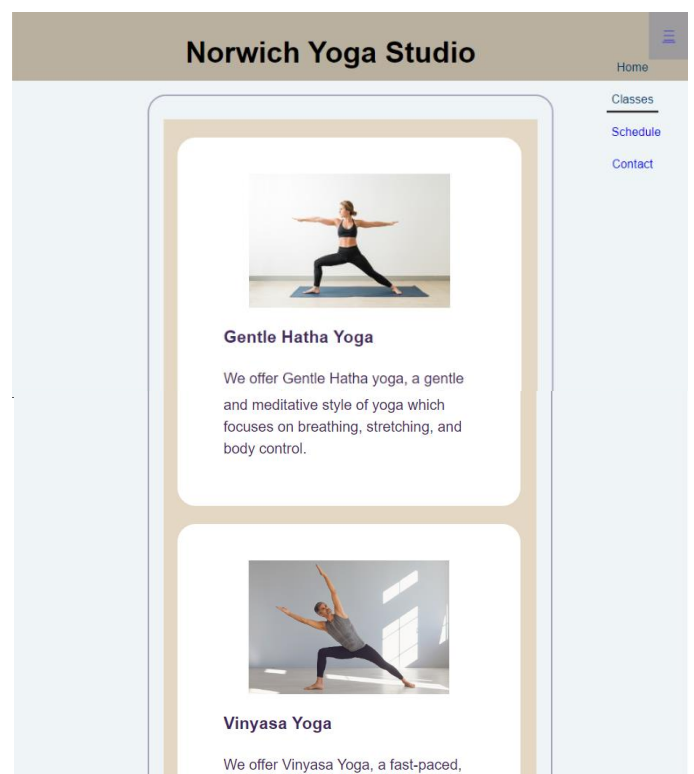 Norwich Yoga Studio
Home
Classes
Schedule
Contact
Gentle Hatha Yoga
We offer Gentle Hatha yoga, a gentle
and meditative style of yoga which
focuses on breathing, stretching, and
body control.
Vinyasa Yoga
We offer Vinyasa Yoga, a fast-paced,